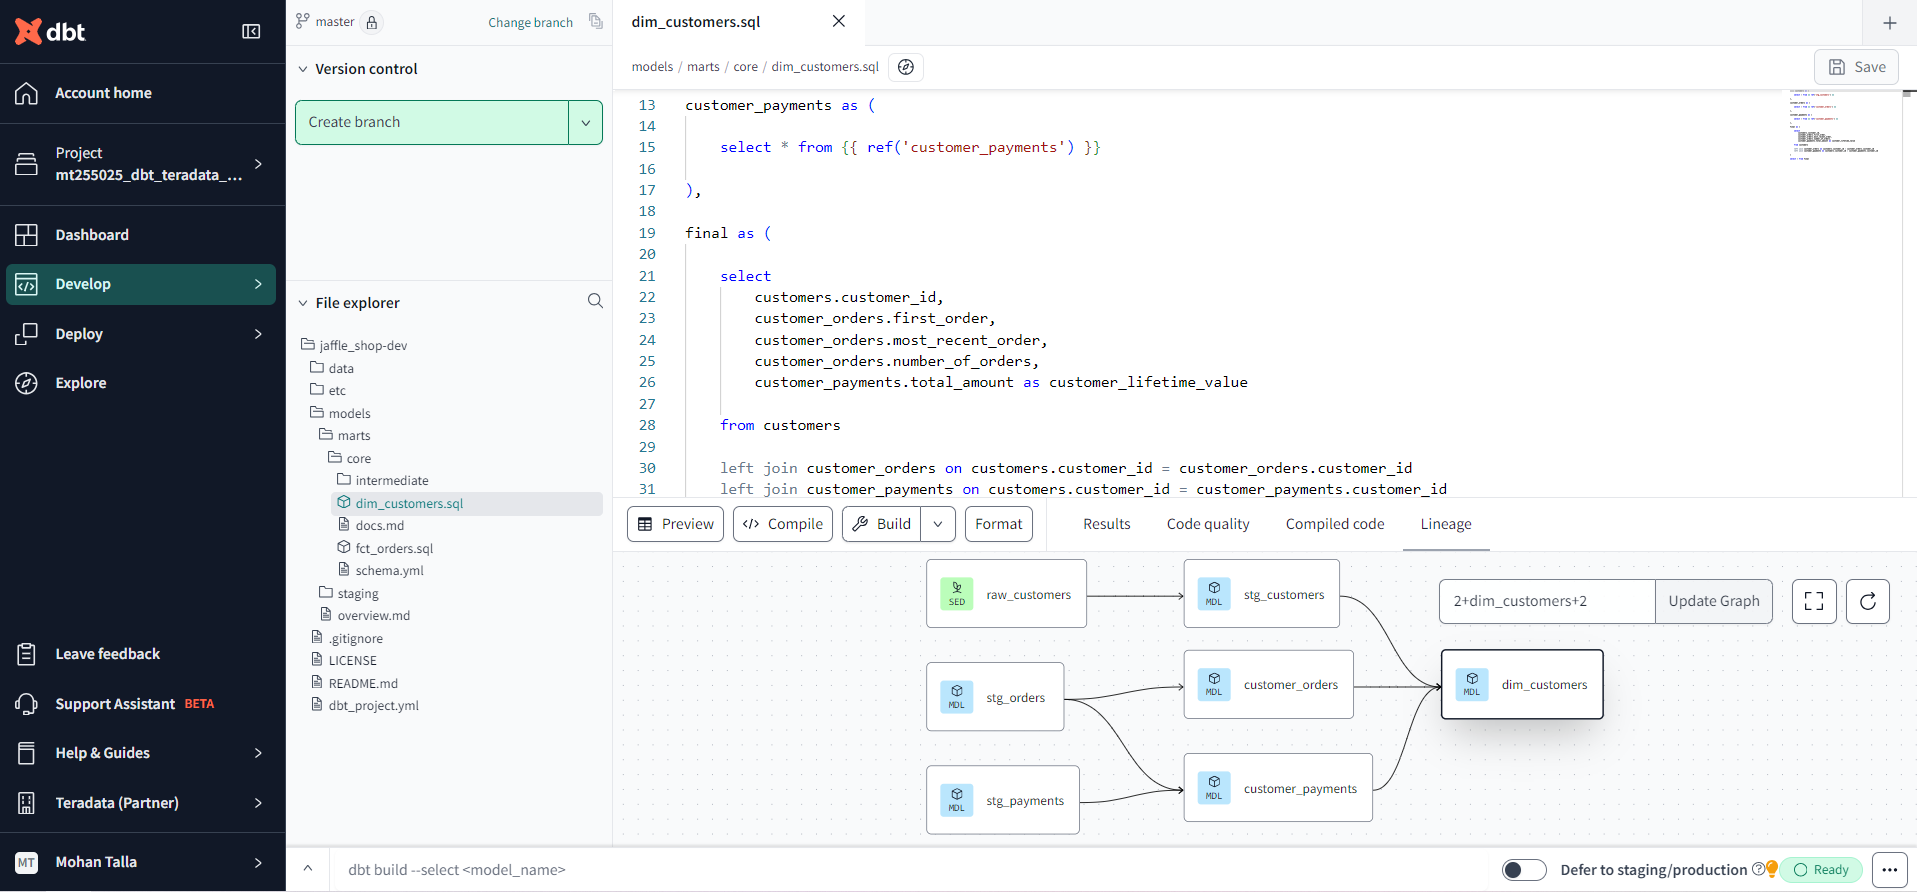 dbt
Account home
Project
mt255025_dbt_teradata_...
Dashboard
Develop
Deploy
Explore
Leave feedback
Support Assistant BETA
Help & Guides
Teradata (Partner)
MT Mohan Talla
master
Change branch
Version control
Create branch
File explorer
jaffle_shop-dev
data
etc
models
marts
core
intermediate
dim_customers.sql
docs.md
fct_orders.sql
schema.yml
staging
overview.md
.gitignore
LICENSE
README.md
dbt_project.yml
dim_customers.sql
models / marts / core / dim_customers.sql
Save
13 customer_payments as (
14
15 select * from {{ ref('customer_payments') }}
16
17 ),
18
19 final as (
20
21 select
22 customers.customer_id,
23 customer_orders.first_order,
24 customer_orders.most_recent_order,
25 customer_orders.number_of_orders,
26 customer_payments.total_amount as customer_lifetime_value
27
28 from customers
29
30 left join customer_orders on customers.customer_id = customer_orders.customer_id
31 left join customer_payments on customers.customer_id = customer_payments.customer_id
Preview
Compile
Build
Format
Results
Code quality
Compiled code
Lineage
SED raw_customers
MDL stg_customers
2+dim_customers+2
Update Graph
MDL stg_orders
MDL customer_orders
MDL dim_customers
MDL stg_payments
MDL customer_payments
dbt build --select <model_name>
Defer to staging/production
Ready